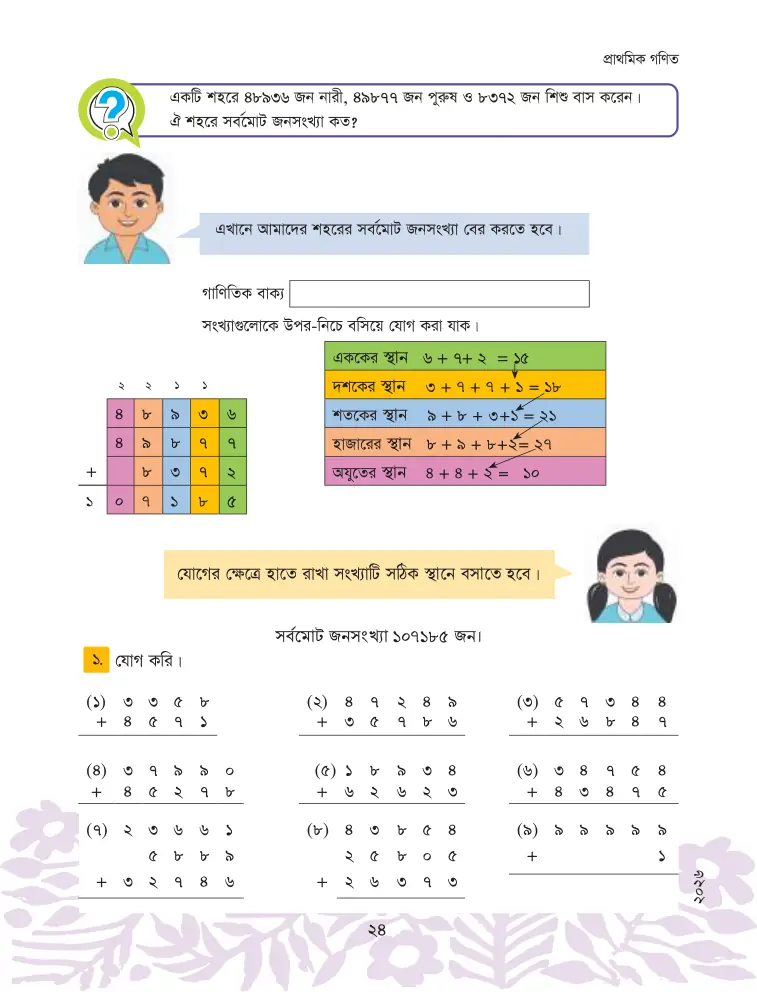 প্রাথমিক গণিত
একটি শহরে ৪৮৯৩৬ জন নারী, ৪৯৮৭৭ জন পুরুষ ও ৮৩৭২ জন শিশু বাস করেন।
ঐ শহরে সর্বমোট জনসংখ্যা কত?
এখানে আমাদের শহরের সর্বমোট জনসংখ্যা বের করতে হবে।
গাণিতিক বাক্য
সংখ্যাগুলোকে উপর-নিচে বসিয়ে যোগ করা যাক।
২ ২ ১ ১
৪ ৮ ৯ ৩ ৬
৪ ৯ ৮ ৭ ৭
+ ৮ ৩ ৭ ২
১ ০ ৭ ১ ৮ ৫
এককের স্থান ৬ + ৭+ ২ = ১৫
দশকের স্থান ৩ + ৭ + ৭ + ১ = ১৮
শতকের স্থান ৯ + ৮ + ৩+১ = ২১
হাজারের স্থান ৮ + ৯ + ৮+২= ২৭
অযুতের স্থান ৪ + ৪ + ২ = ১০
যোগের ক্ষেত্রে হাতে রাখা সংখ্যাটি সঠিক স্থানে বসাতে হবে।
সর্বমোট জনসংখ্যা ১০৭১৮৫ জন।
১. যোগ করি।
(১) ৩ ৩ ৫ ৮ (২) ৪ ৭ ২ ৪ ৯ (৩) ৫ ৭ ৩ ৪ ৪
+ ৪ ৫ ৭ ১ + ৩ ৫ ৭ ৮ ৬ + ২ ৬ ৮ ৪ ৭
(৪) ৩ ৭ ৯ ৯ ০ (৫) ১ ৮ ৯ ৩ ৪ (৬) ৩ ৪ ৭ ৫ ৪
+ ৪ ৫ ২ ৭ ৮ + ৬ ২ ৬ ২ ৩ + ৪ ৩ ৪ ৭ ৫
(৭) ২ ৩ ৬ ৬ ১ (৮) ৪ ৩ ৮ ৫ ৪ (৯) ৯ ৯ ৯ ৯ ৯
৫ ৮ ৮ ৯ ২ ৫ ৮ ০ ৫ + ১
+ ৩ ২ ৭ ৪ ৬ + ২ ৬ ৩ ৭ ৩
২০২৬
২৪